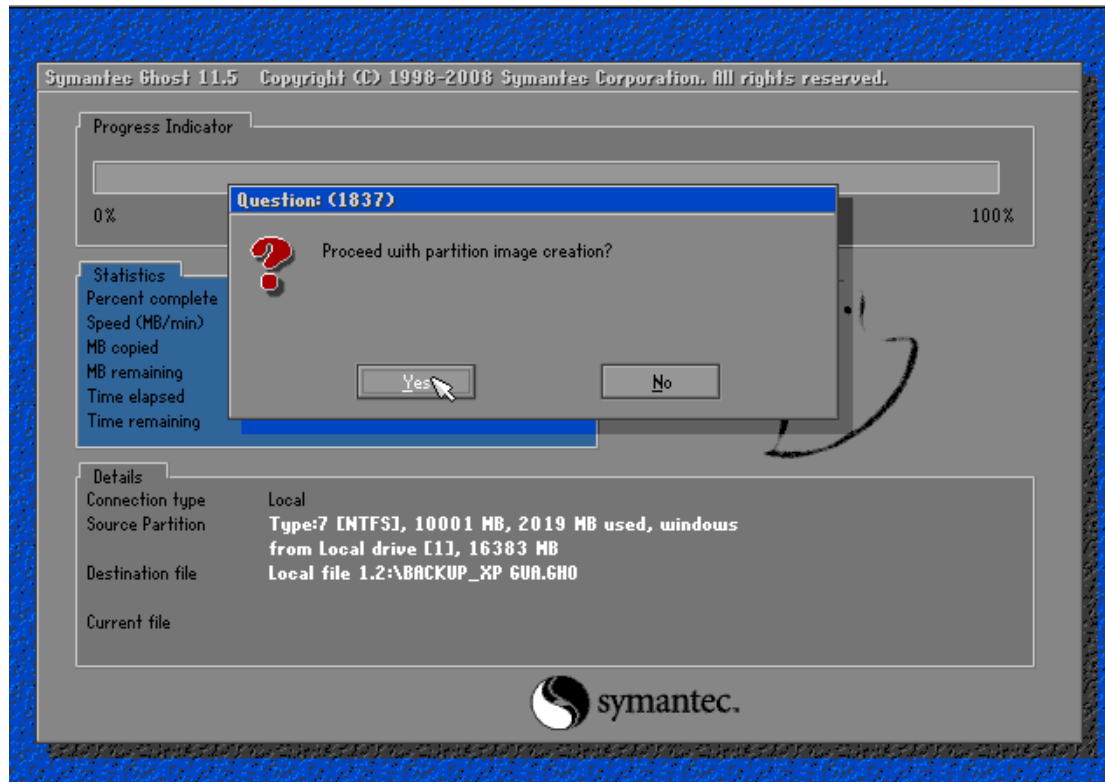 Symantec Ghost 11.5 Copyright (C) 1998-2008 Symantec Corporation. All rights reserved.
Progress Indicator
0% 100%
Question: (1837)
Proceed with partition image creation?
Yes No
Statistics
Percent complete
Speed (MB/min)
MB copied
MB remaining
Time elapsed
Time remaining
Details
Connection type Local
Source Partition Type:7 [NTFS], 10001 MB, 2019 MB used, windows
from Local drive [1], 16383 MB
Destination file Local file 1.2:\BACKUP_XP GUA.GHO
Current file
symantec.